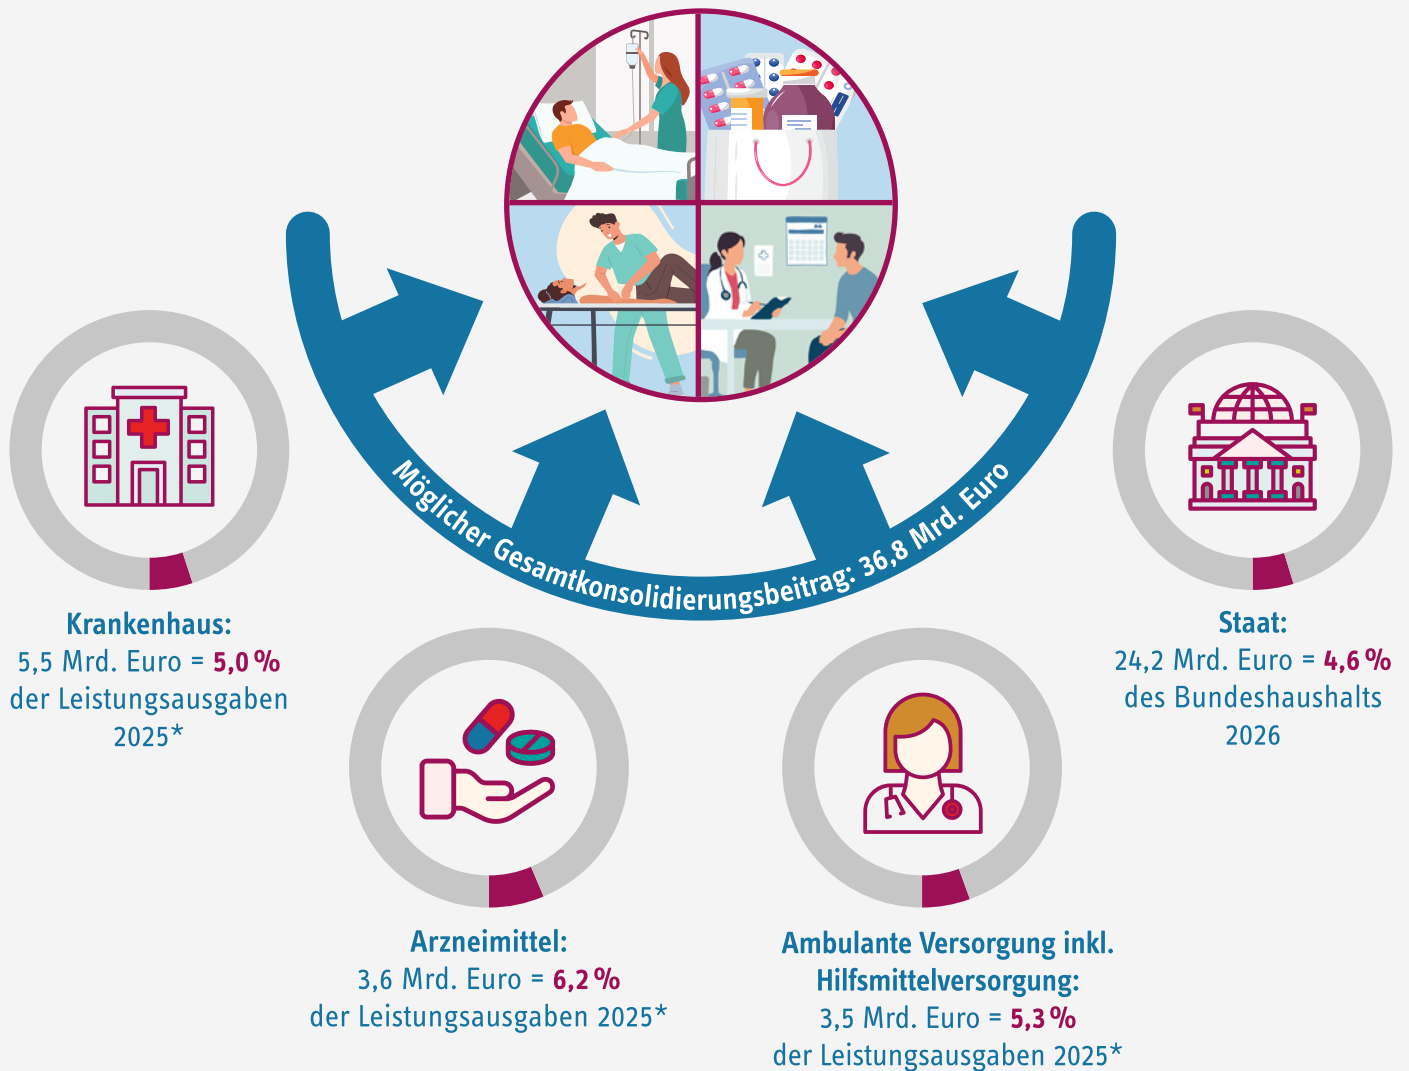 Möglicher Gesamtkonsolidierungsbeitrag: 36,8 Mrd. Euro
Krankenhaus:
5,5 Mrd. Euro = 5,0 %
der Leistungsausgaben
2025*
Arzneimittel:
3,6 Mrd. Euro = 6,2 %
der Leistungsausgaben 2025*
Ambulante Versorgung inkl.
Hilfsmittelversorgung:
3,5 Mrd. Euro = 5,3 %
der Leistungsausgaben 2025*
Staat:
24,2 Mrd. Euro = 4,6 %
des Bundeshaushalts
2026